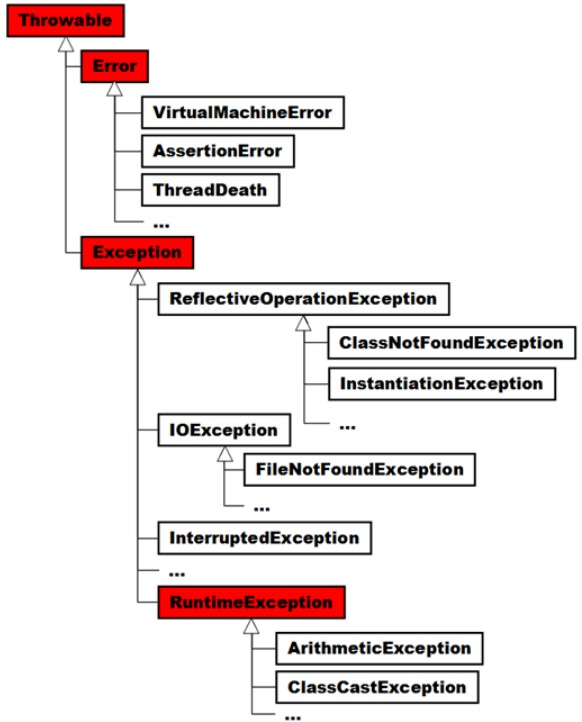 Throwable
Error
VirtualMachineError
AssertionError
ThreadDeath
...
Exception
ReflectiveOperationException
ClassNotFoundException
InstantiationException
...
IOException
FileNotFoundException
...
InterruptedException
...
RuntimeException
ArithmeticException
ClassCastException
...